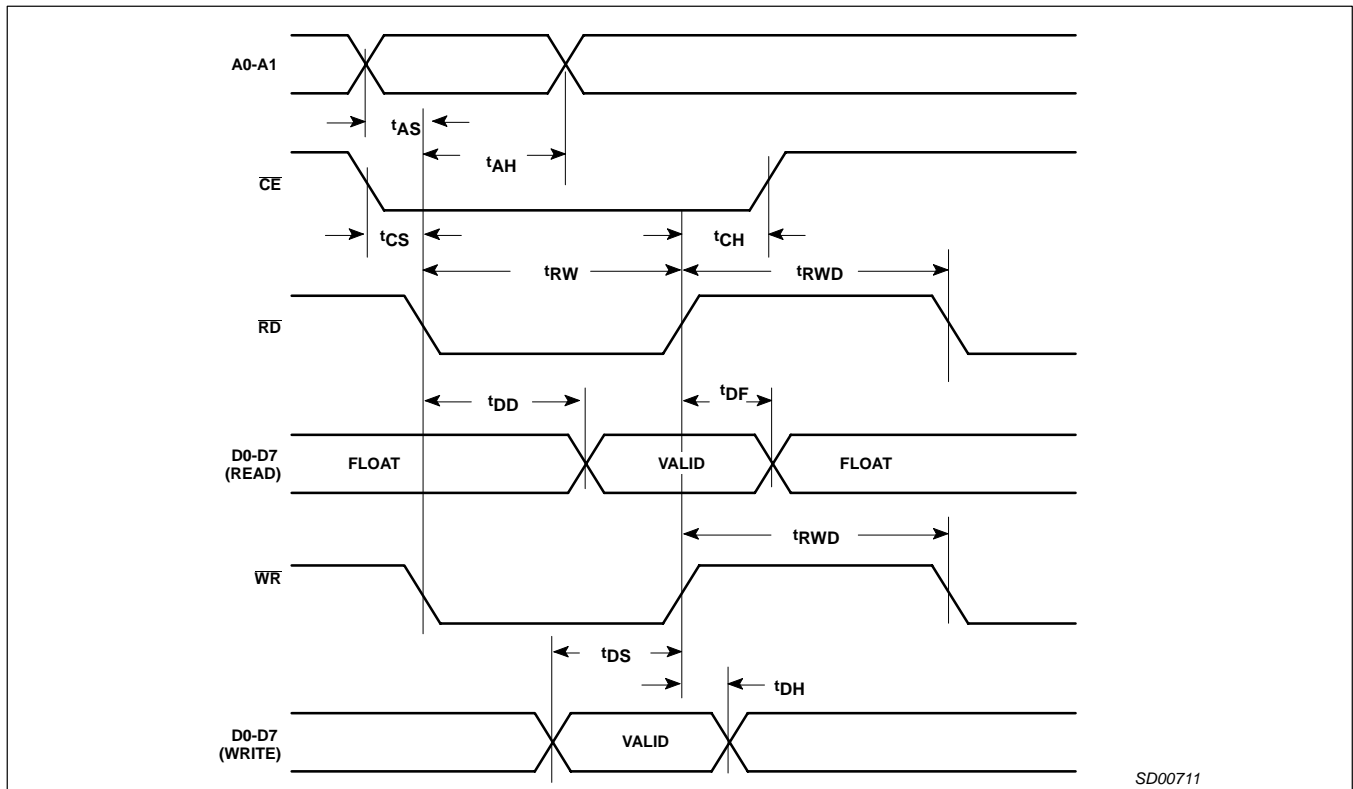 A0-A1
tAS
tAH
CE
tCS
tCH
tRW
tRWD
RD
tDD
tDF
D0-D7
(READ)
FLOAT
VALID
FLOAT
tRWD
WR
tDS
tDH
D0-D7
(WRITE)
VALID
SD00711